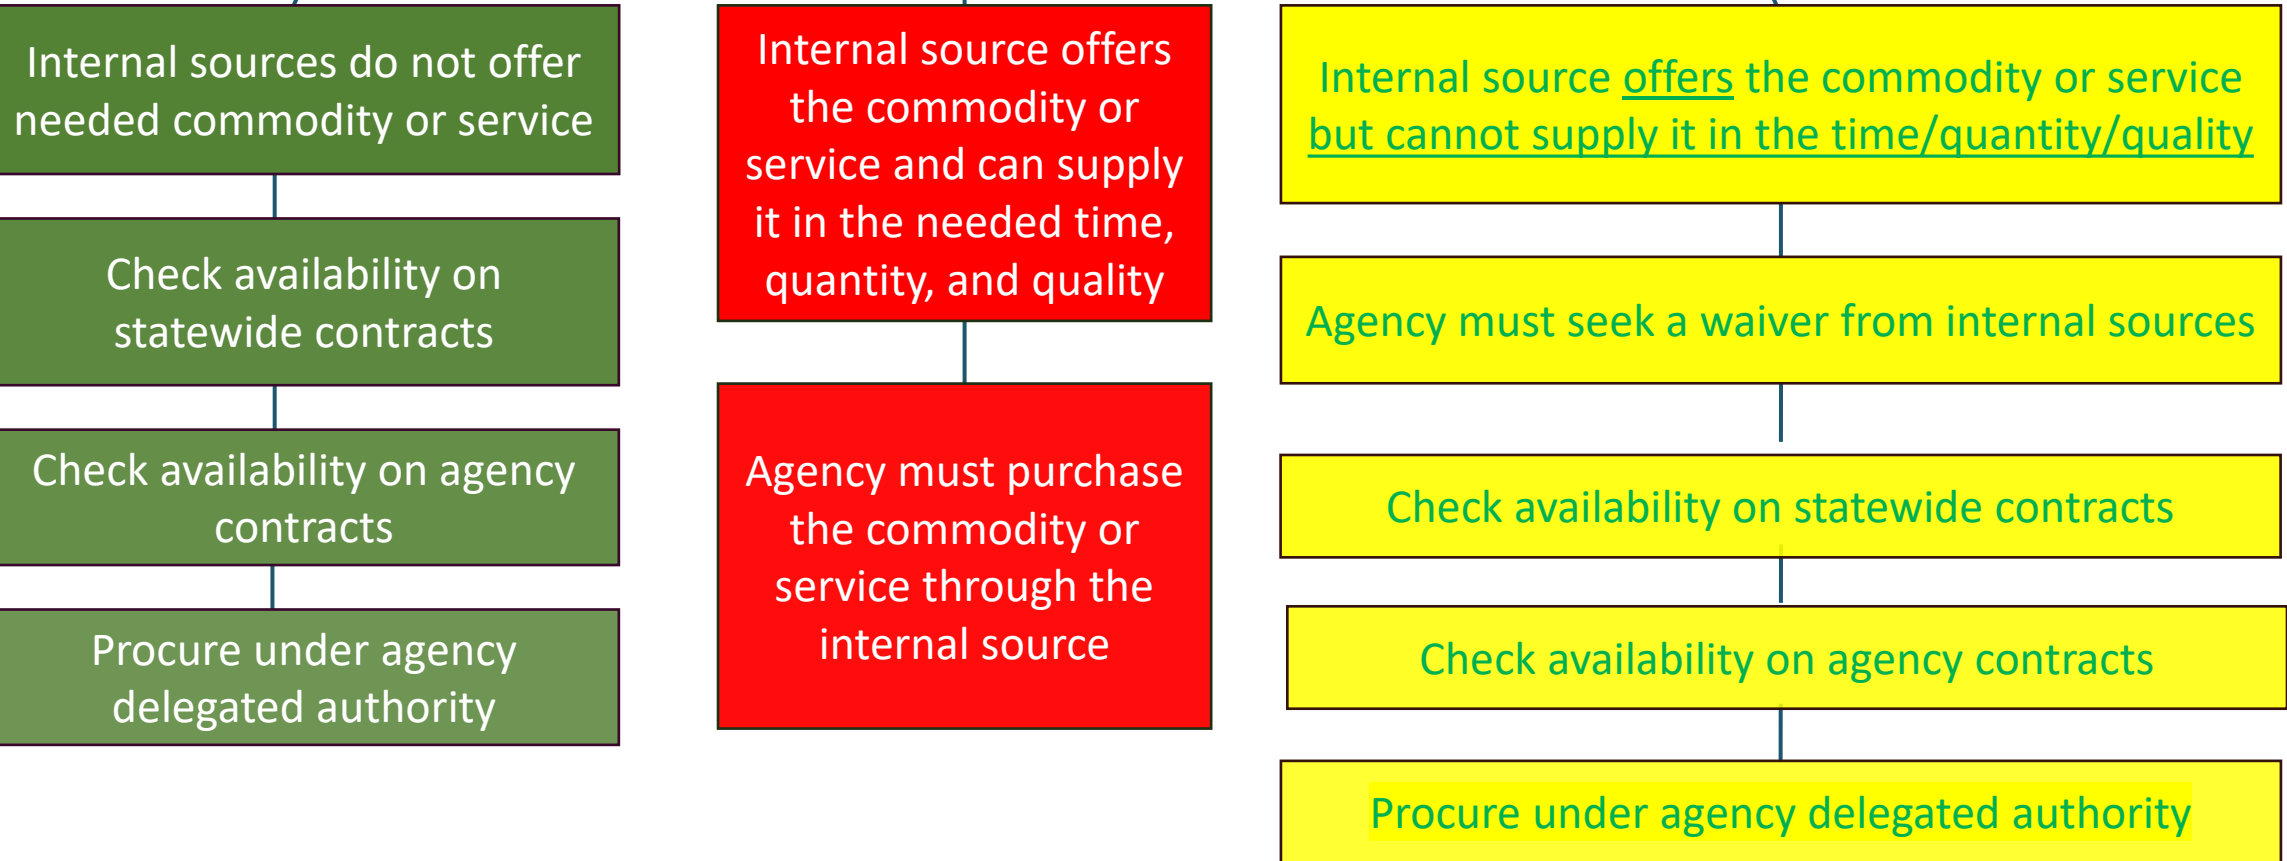 Internal sources do not offer
needed commodity or service
Check availability on
statewide contracts
Check availability on agency
contracts
Procure under agency
delegated authority
Internal source offers
the commodity or
service and can supply
it in the needed time,
quantity, and quality
Agency must purchase
the commodity or
service through the
internal source
Internal source offers the commodity or service
but cannot supply it in the time/quantity/quality
Agency must seek a waiver from internal sources
Check availability on statewide contracts
Check availability on agency contracts
Procure under agency delegated authority